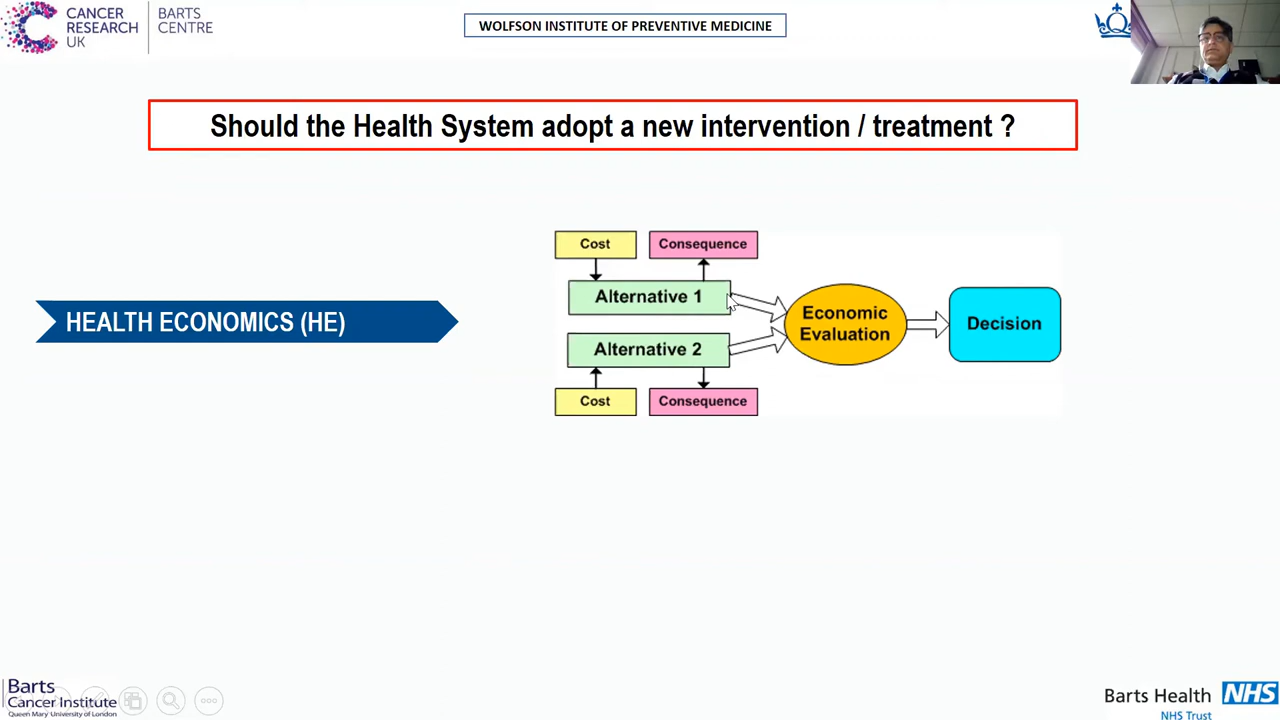 CANCER
RESEARCH
UK
BARTS
CENTRE
WOLFSON INSTITUTE OF PREVENTIVE MEDICINE
Should the Health System adopt a new intervention / treatment ?
HEALTH ECONOMICS (HE)
Cost
Consequence
Alternative 1
Alternative 2
Cost
Consequence
Economic
Evaluation
Decision
Barts
Cancer Institute
Queen Mary University of London
Barts Health
NHS
NHS Trust